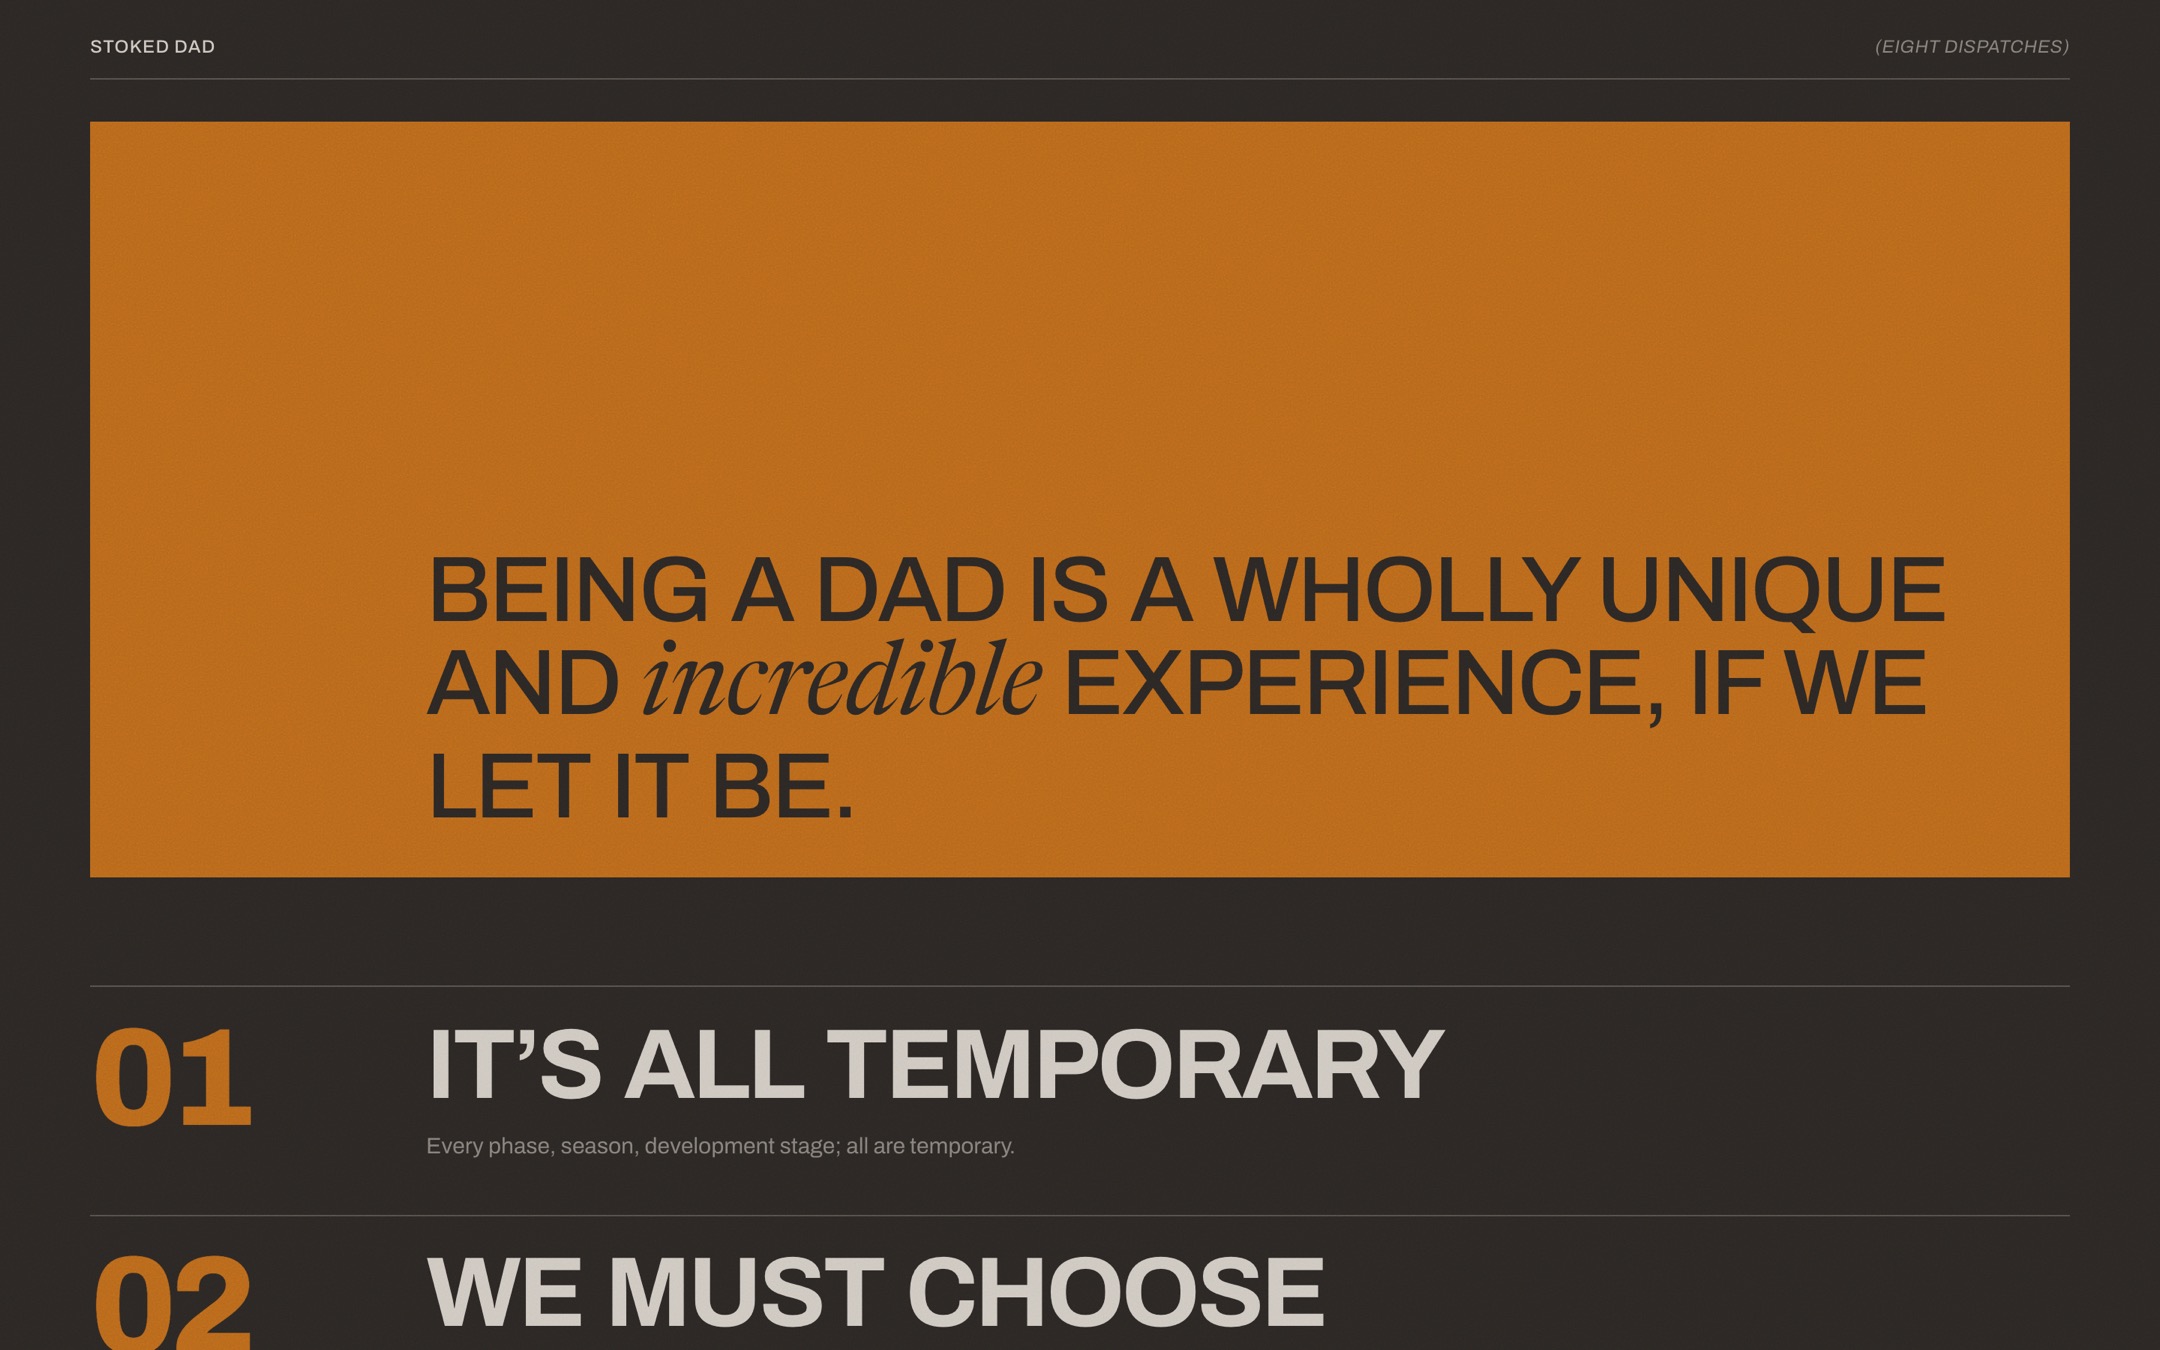 STOKED DAD
(EIGHT DISPATCHES)
BEING A DAD IS A WHOLLY UNIQUE
AND incredible EXPERIENCE, IF WE
LET IT BE.
01
IT’S ALL TEMPORARY
Every phase, season, development stage; all are temporary.
02
WE MUST CHOOSE